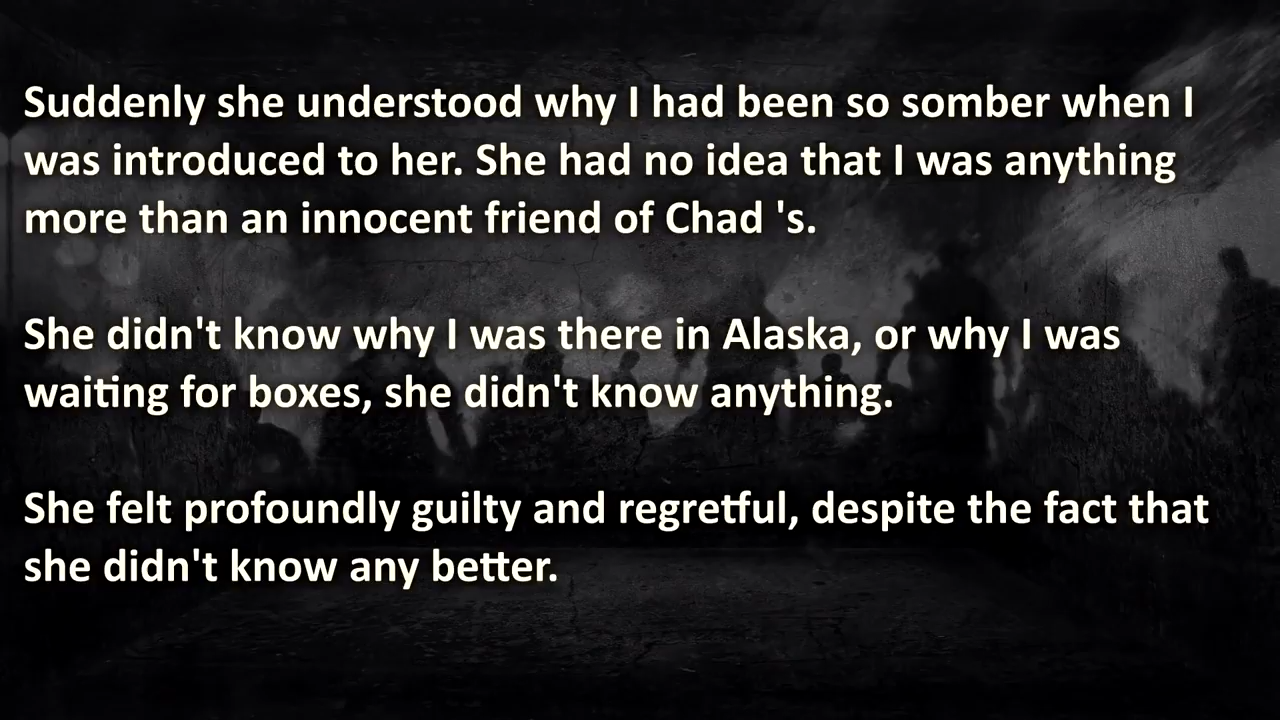 Suddenly she understood why I had been so somber when I
was introduced to her. She had no idea that I was anything
more than an innocent friend of Chad 's.
She didn't know why I was there in Alaska, or why I was
waiting for boxes, she didn't know anything.
She felt profoundly guilty and regretful, despite the fact that
she didn't know any better.